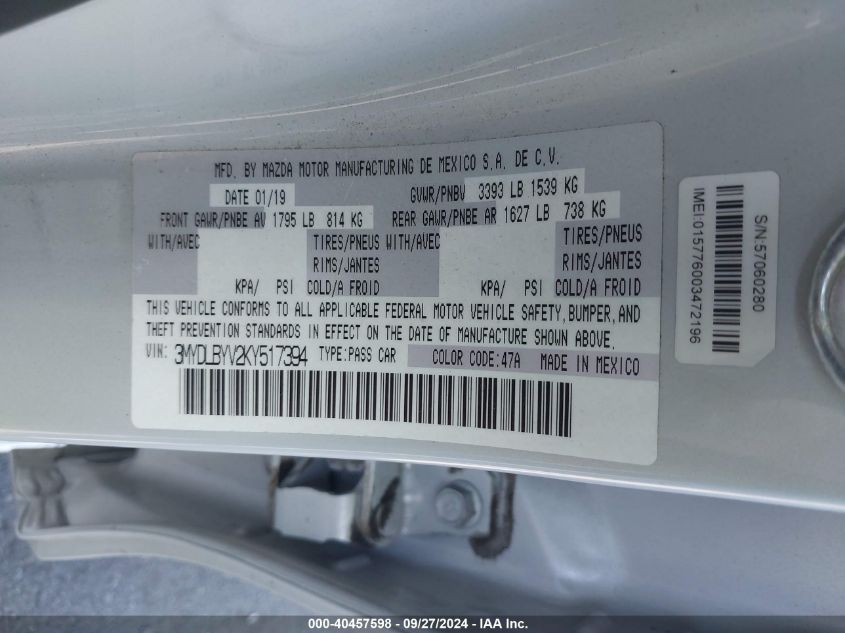 MFD. BY MAZDA MOTOR MANUFACTURING DE MEXICO S.A. DE C.V.
DATE 01/19 GVWR/PNBV 3393 LB 1539 KG
FRONT GAWR/PNBE AV 1795 LB 814 KG REAR GAWR/PNBE AR 1627 LB 738 KG
WITH/AVEC TIRES/PNEUS WITH/AVEC TIRES/PNEUS
RIMS/JANTES RIMS/JANTES
KPA/ PSI COLD/A FROID KPA/ PSI COLD/A FROID
THIS VEHICLE CONFORMS TO ALL APPLICABLE FEDERAL MOTOR VEHICLE SAFETY, BUMPER, AND
THEFT PREVENTION STANDARDS IN EFFECT ON THE DATE OF MANUFACTURE SHOWN ABOVE.
VIN: 3MYDLBYV2KY517394 TYPE:PASS CAR COLOR CODE:47A MADE IN MEXICO
S/N:57060280
IMEI:015776003472196
000-40457598 - 09/27/2024 - IAA Inc.